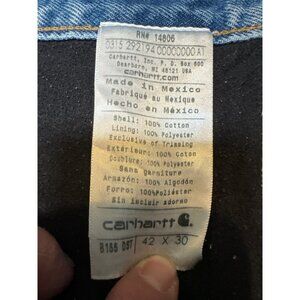 RN# 14806
0315 292194 00000000 A1
Carhartt, Inc. P.O. Box 600
Dearborn, MI 48121 USA
carhartt.com
Made in Mexico
Fabriqué au Mexique
Hecho en México
Shell: 100% Cotton
Lining: 100% Polyester
Exclusive of Trimming
Extérieur: 100% Coton
Doublure: 100% Polyester
Sans garniture
Armazón: 100% Algodón
Forro: 100% Poliéster
Sin incluir adorno
carhartt
B155 DST 42 X 30